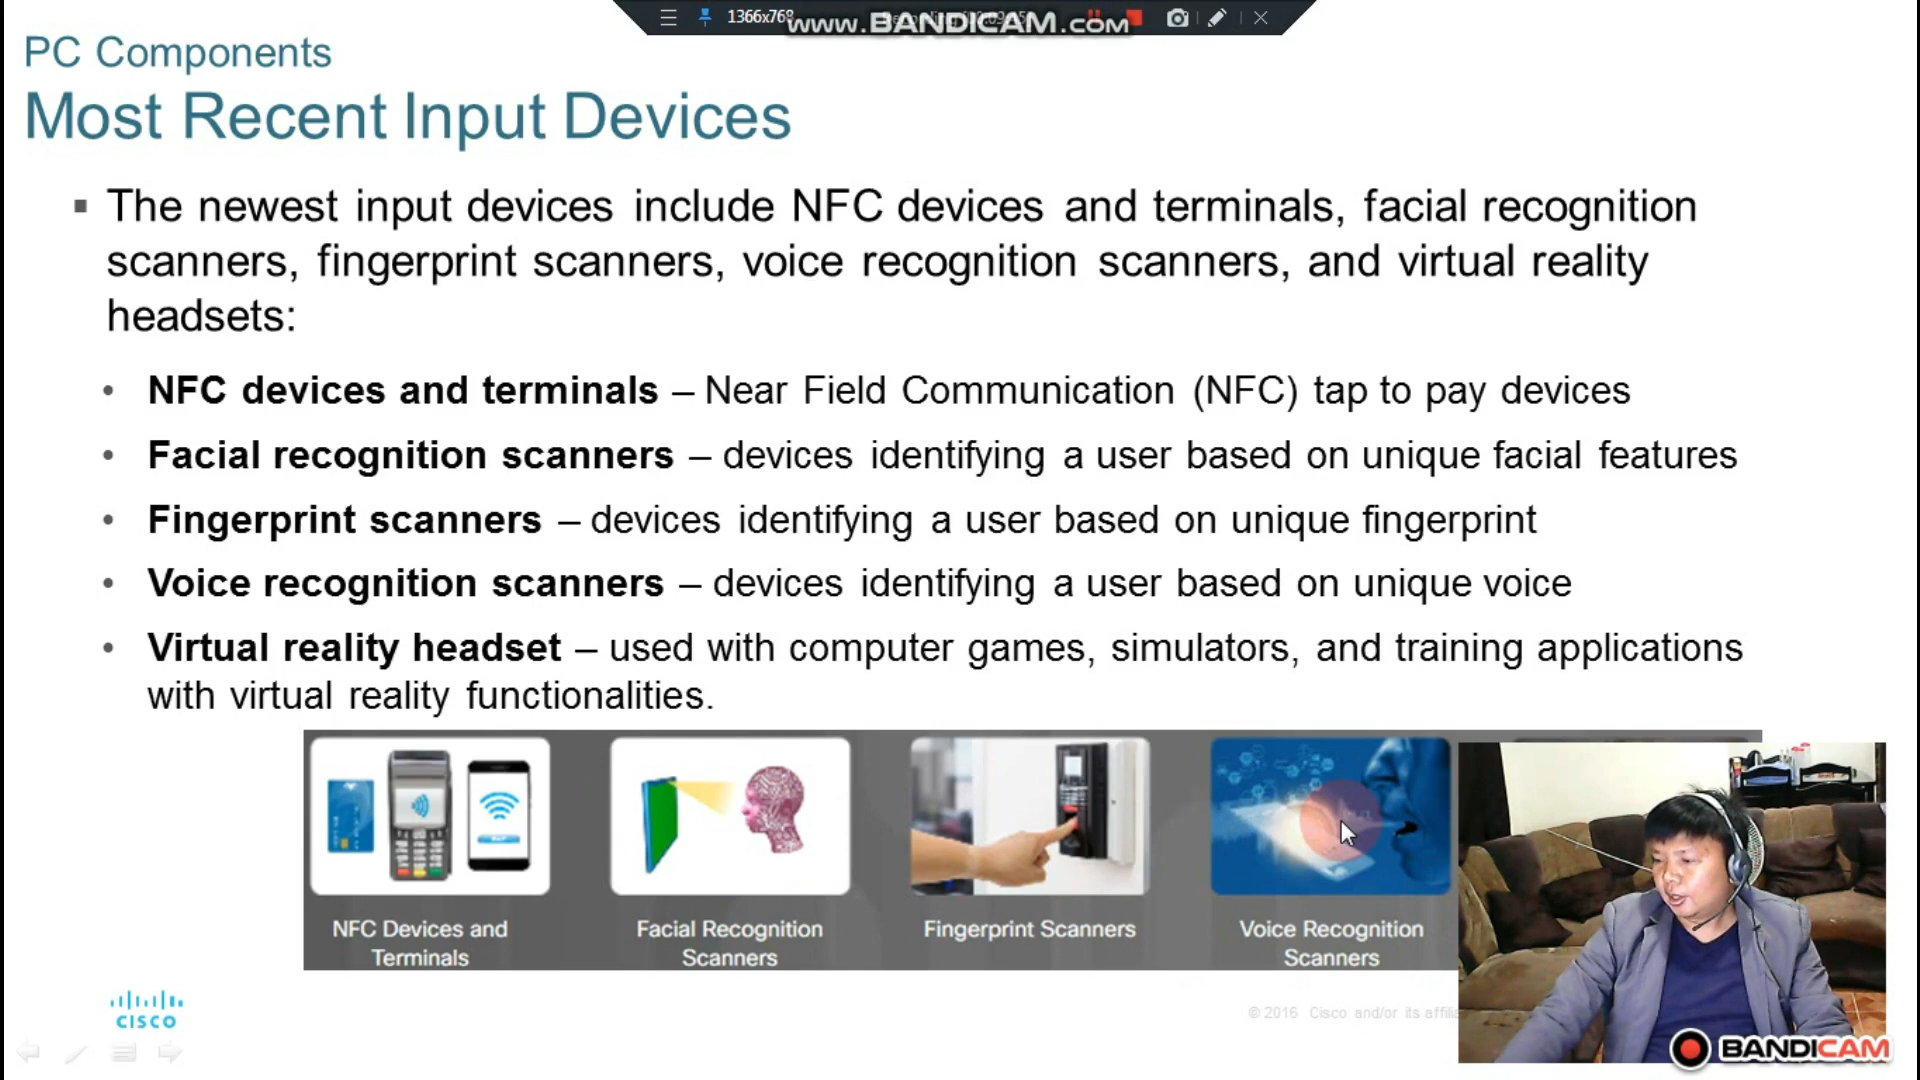 1366x768
www.BANDICAM.com
PC Components
Most Recent Input Devices
The newest input devices include NFC devices and terminals, facial recognition
scanners, fingerprint scanners, voice recognition scanners, and virtual reality
headsets:
• NFC devices and terminals – Near Field Communication (NFC) tap to pay devices
• Facial recognition scanners – devices identifying a user based on unique facial features
• Fingerprint scanners – devices identifying a user based on unique fingerprint
• Voice recognition scanners – devices identifying a user based on unique voice
• Virtual reality headset – used with computer games, simulators, and training applications
with virtual reality functionalities.
NFC Devices and
Terminals
Facial Recognition
Scanners
Fingerprint Scanners
Voice Recognition
Scanners
CISCO
© 2016 Cisco and/or its
BANDICAM